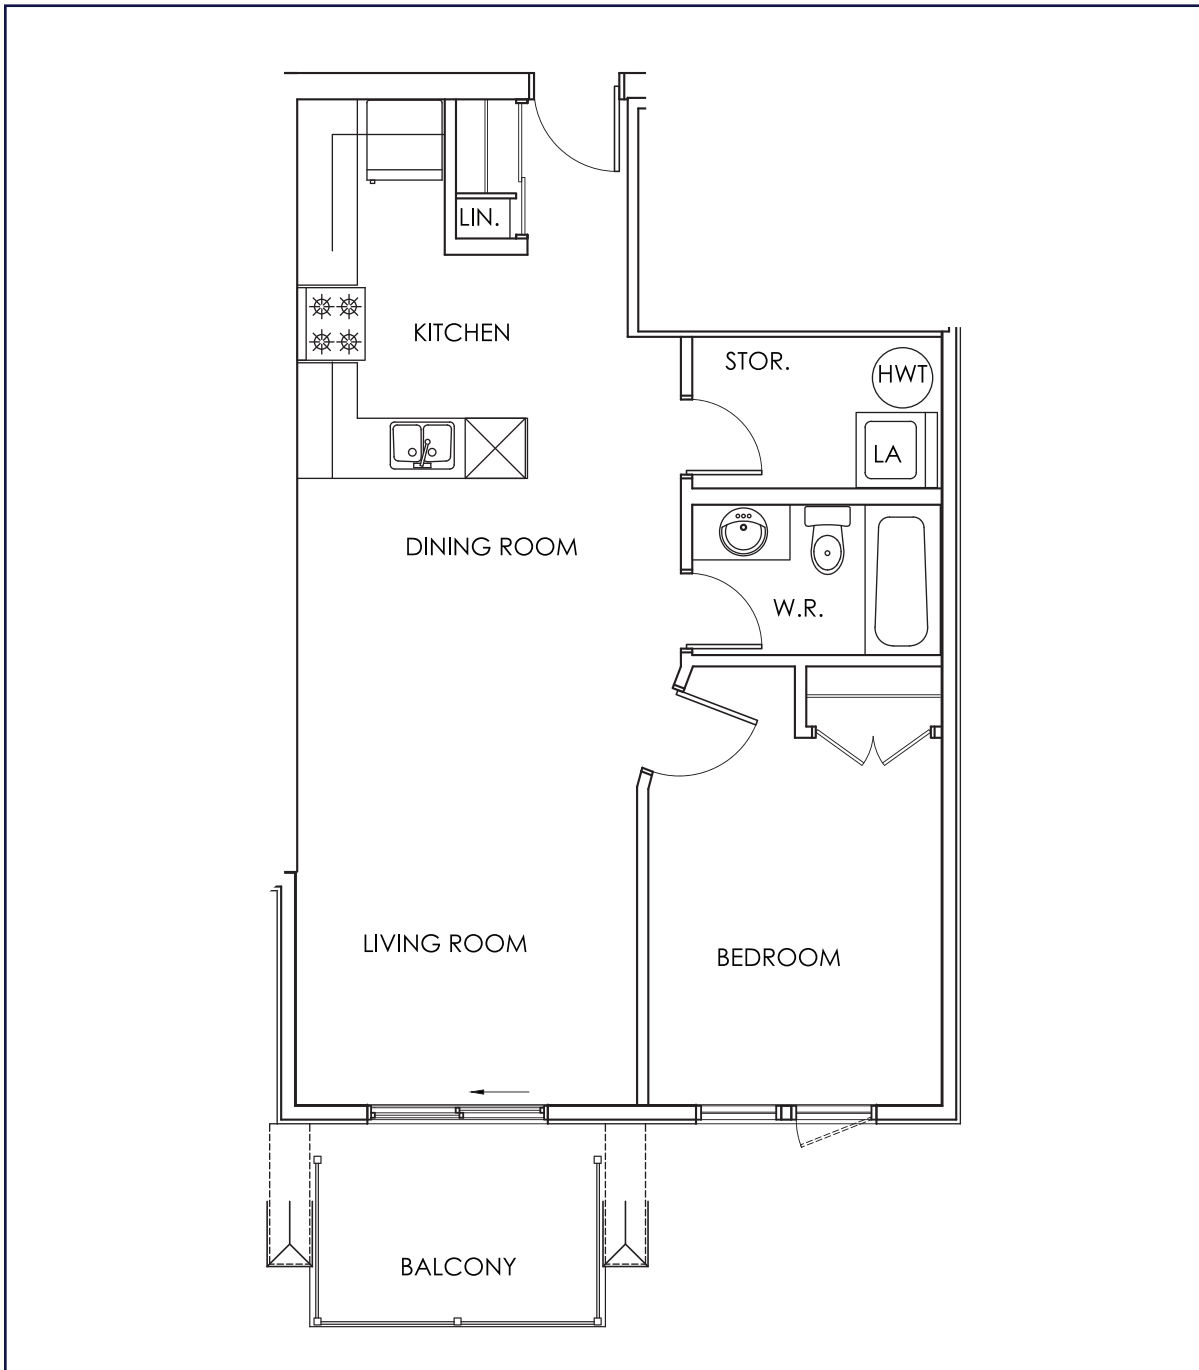 LIN.
KITCHEN
STOR.
HWT
LA
DINING ROOM
W.R.
LIVING ROOM
BEDROOM
BALCONY